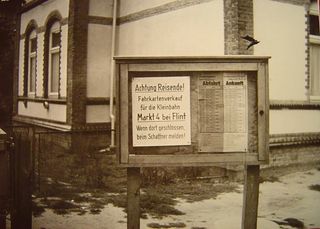 Achtung Reisende!
Fahrkartenverkauf
für die Kleinbahn
Markt 4 bei Flint
Wenn dort geschlossen,
beim Schaffner melden!
Abfahrt Ankunft